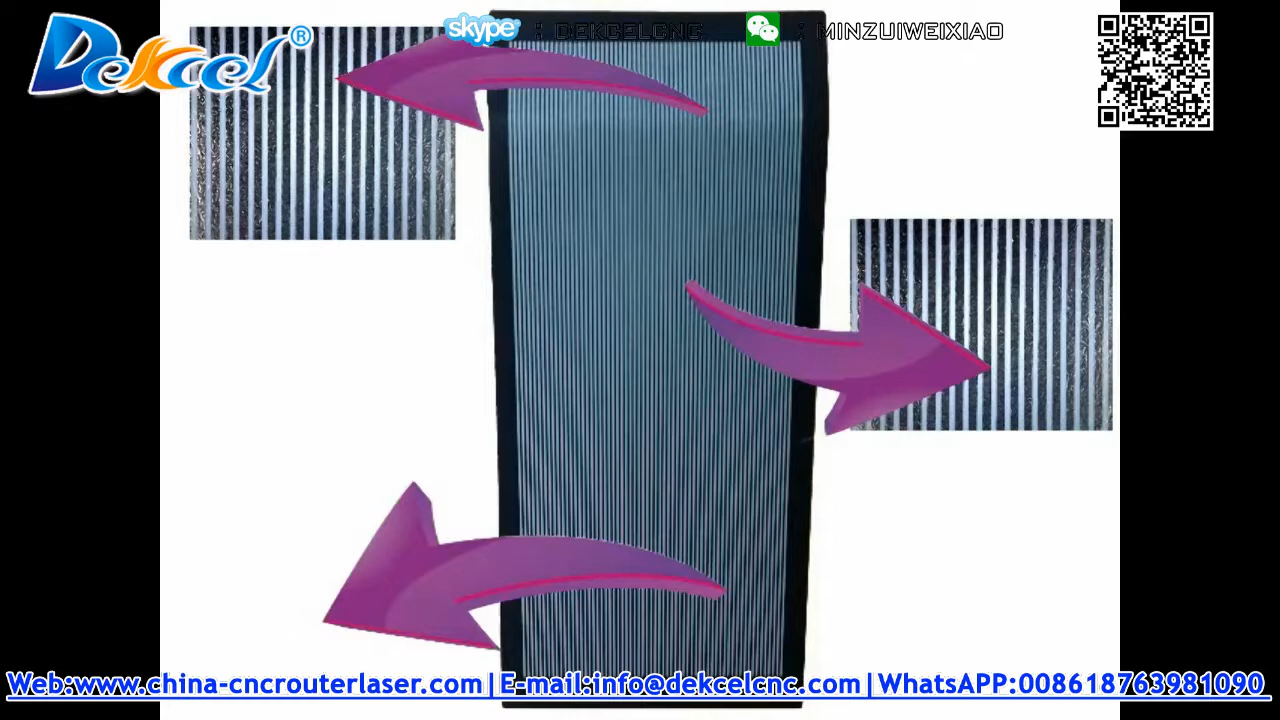 Dekcel®
skype : DEKCELCNC : MINZUIWEIXIAO
Web:www.china-cncrouterlaser.com|E-mail:info@dekcelcnc.com|WhatsAPP:008618763981090